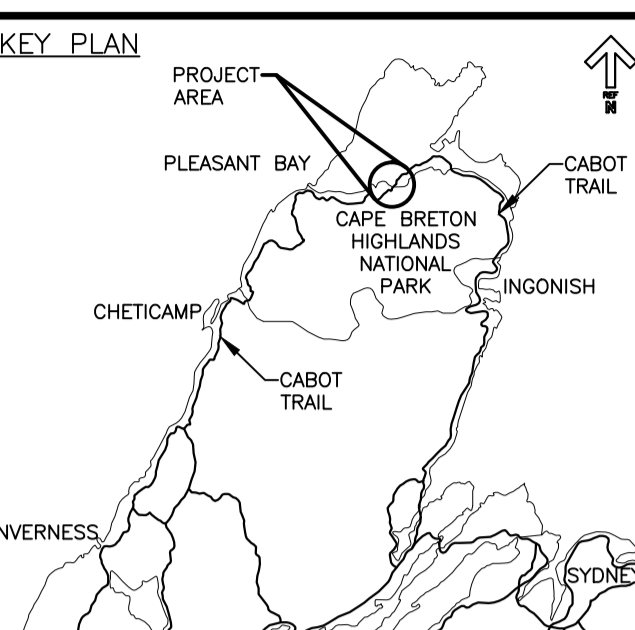 KEY PLAN
PROJECT
AREA
REF
N
PLEASANT BAY
CABOT
TRAIL
CAPE BRETON
HIGHLANDS
NATIONAL
PARK
INGONISH
CHETICAMP
CABOT
TRAIL
NVERNESS
SYDNEY